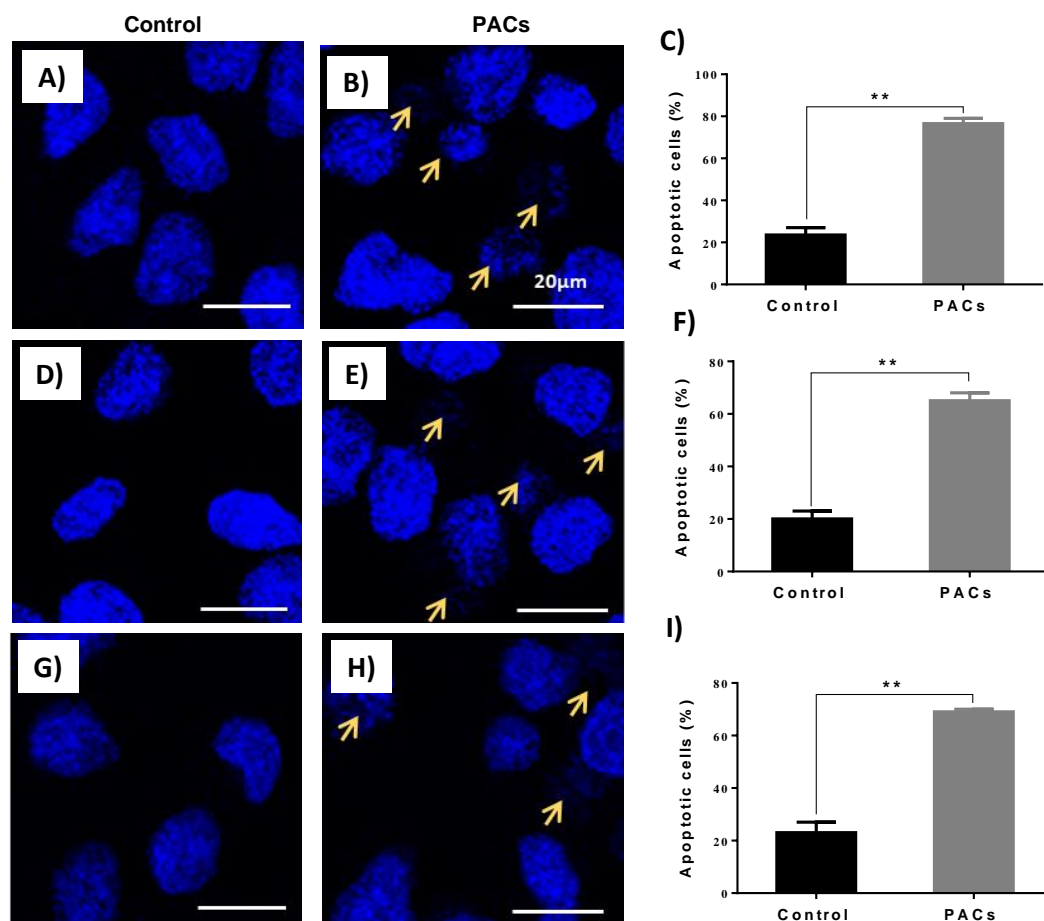 Control
PACs
A)
B)
20µm
C)
Apoptotic cells (%)
100
80
60
40
20
0
**
Control
PACs
D)
E)
F)
Apoptotic cells (%)
80
60
40
20
0
**
Control
PACs
G)
H)
I)
Apoptotic cells (%)
80
60
40
20
0
**
Control
PACs